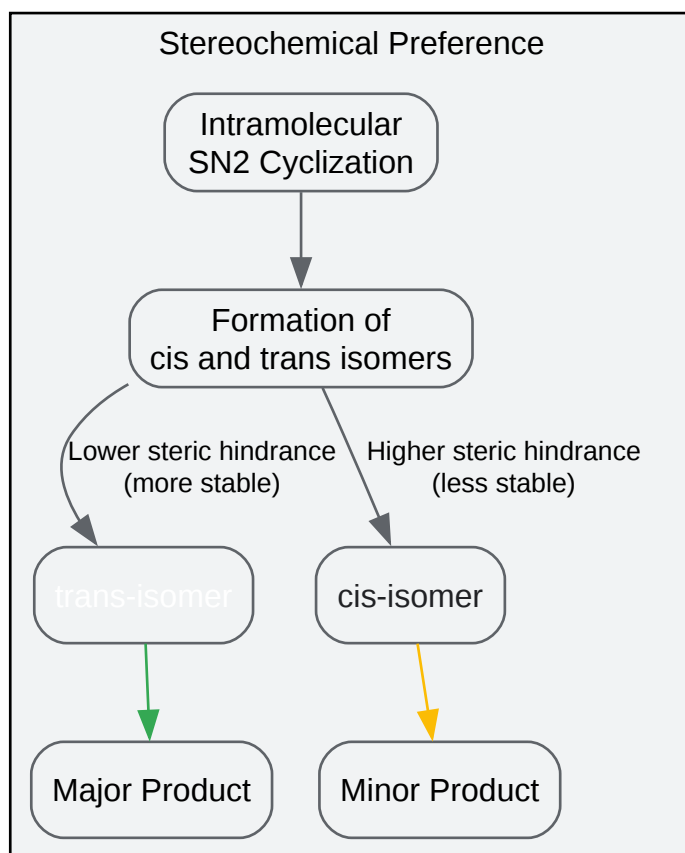 Stereochemical Preference
Intramolecular
SN2 Cyclization
Formation of
cis and trans isomers
Lower steric hindrance
(more stable)
Higher steric hindrance
(less stable)
trans-isomer
cis-isomer
Major Product
Minor Product